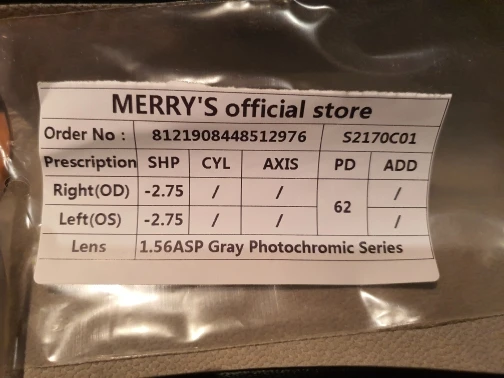 MERRY'S official store
Order No : 8121908448512976 S2170C01
Prescription SHP CYL AXIS PD ADD
Right(OD) -2.75 / / 62 /
Left(OS) -2.75 / / /
Lens 1.56ASP Gray Photochromic Series